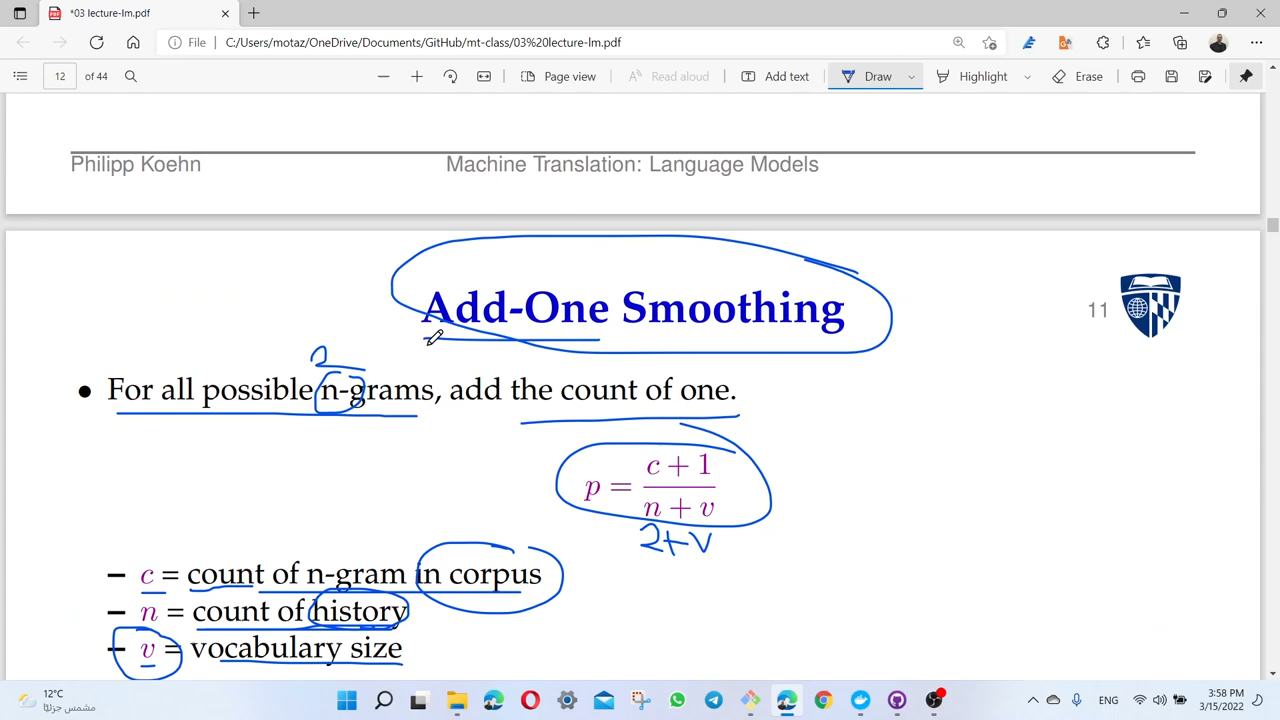 *03 lecture-lm.pdf
File
C:/Users/motaz/OneDrive/Documents/GitHub/mt-class/03%20lecture-lm.pdf
12 of 44
Page view
Read aloud
Add text
Draw
Highlight
Erase
Philipp Koehn
Machine Translation: Language Models
11
Add-One Smoothing
2
• For all possible n-grams, add the count of one.
p = c + 1 / n + v
2+v
– c = count of n-gram in corpus
– n = count of history
– v = vocabulary size
12°C
مشمس جزئيًا
ENG
3:58 PM
3/15/2022